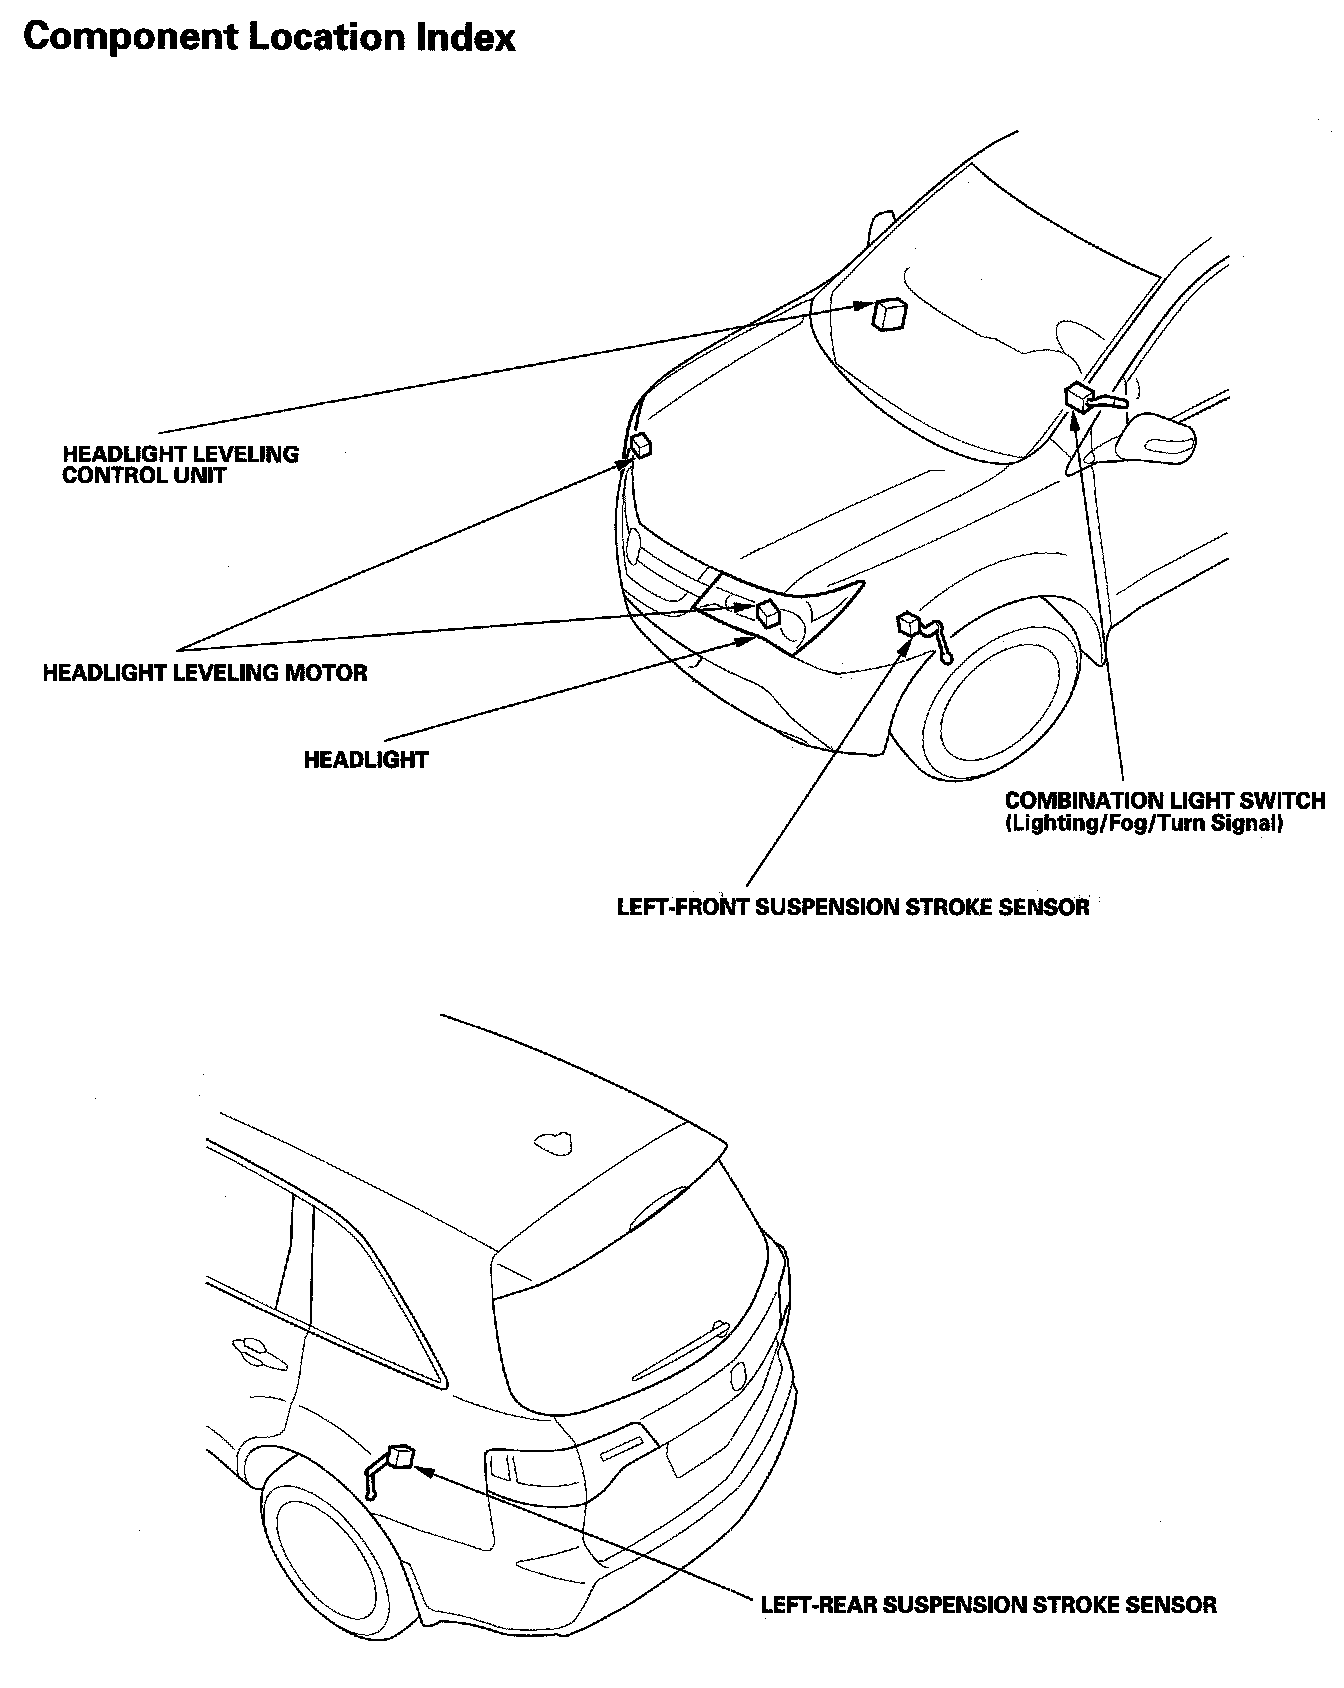 Component Location Index
HEADLIGHT LEVELING
CONTROL UNIT
HEADLIGHT LEVELING MOTOR
HEADLIGHT
COMBINATION LIGHT SWITCH
(Lighting/Fog/Turn Signal)
LEFT-FRONT SUSPENSION STROKE SENSOR
LEFT-REAR SUSPENSION STROKE SENSOR